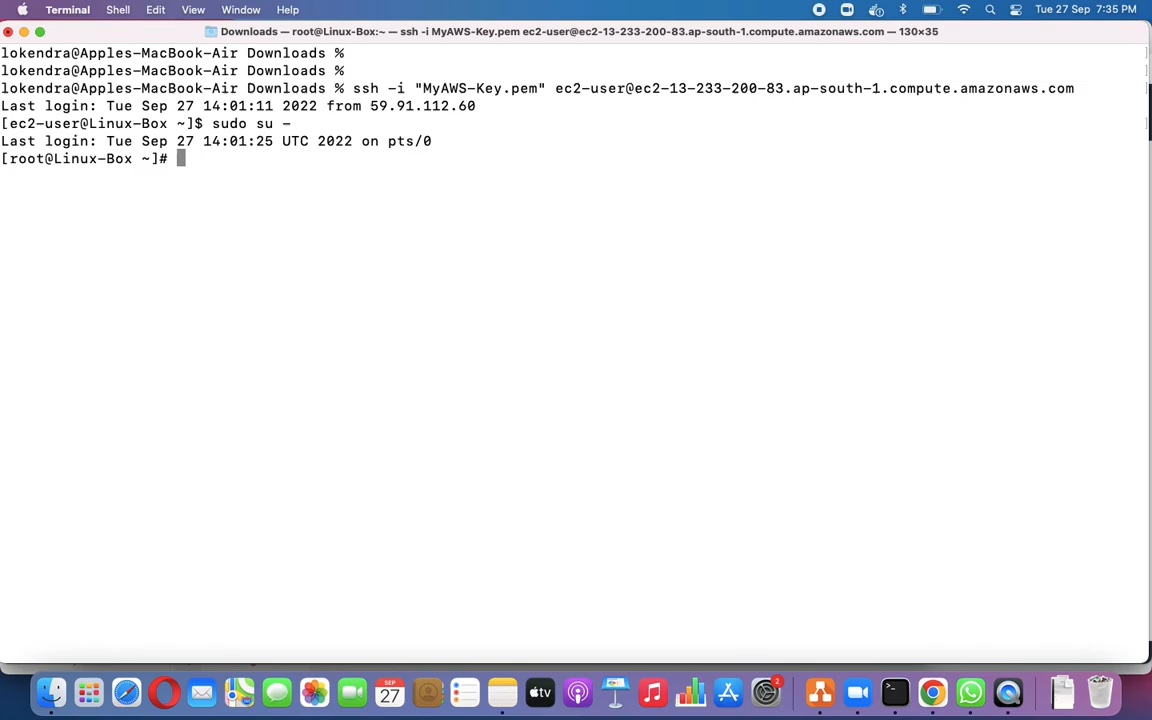 Terminal Shell Edit View Window Help Tue 27 Sep 7:35 PM
Downloads — root@Linux-Box:~ — ssh -i MyAWS-Key.pem ec2-user@ec2-13-233-200-83.ap-south-1.compute.amazonaws.com — 130×35
lokendra@Apples-MacBook-Air Downloads %
lokendra@Apples-MacBook-Air Downloads %
lokendra@Apples-MacBook-Air Downloads % ssh -i "MyAWS-Key.pem" ec2-user@ec2-13-233-200-83.ap-south-1.compute.amazonaws.com
Last login: Tue Sep 27 14:01:11 2022 from 59.91.112.60
[ec2-user@Linux-Box ~]$ sudo su -
Last login: Tue Sep 27 14:01:25 UTC 2022 on pts/0
[root@Linux-Box ~]#
SEP
27
tv
>_
2